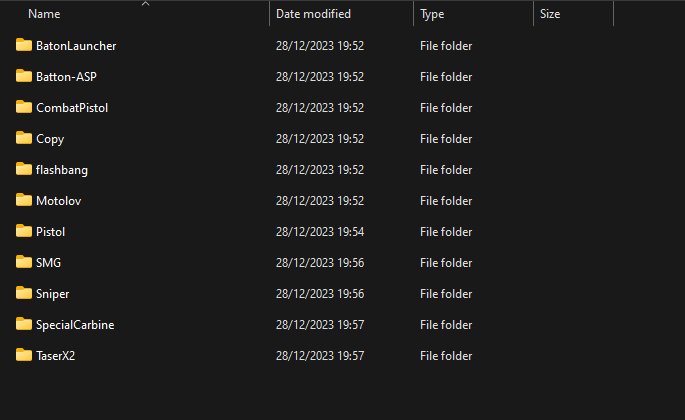 Name Date modified Type Size
BatonLauncher 28/12/2023 19:52 File folder
Batton-ASP 28/12/2023 19:52 File folder
CombatPistol 28/12/2023 19:52 File folder
Copy 28/12/2023 19:52 File folder
flashbang 28/12/2023 19:52 File folder
Motolov 28/12/2023 19:52 File folder
Pistol 28/12/2023 19:54 File folder
SMG 28/12/2023 19:56 File folder
Sniper 28/12/2023 19:56 File folder
SpecialCarbine 28/12/2023 19:57 File folder
TaserX2 28/12/2023 19:57 File folder